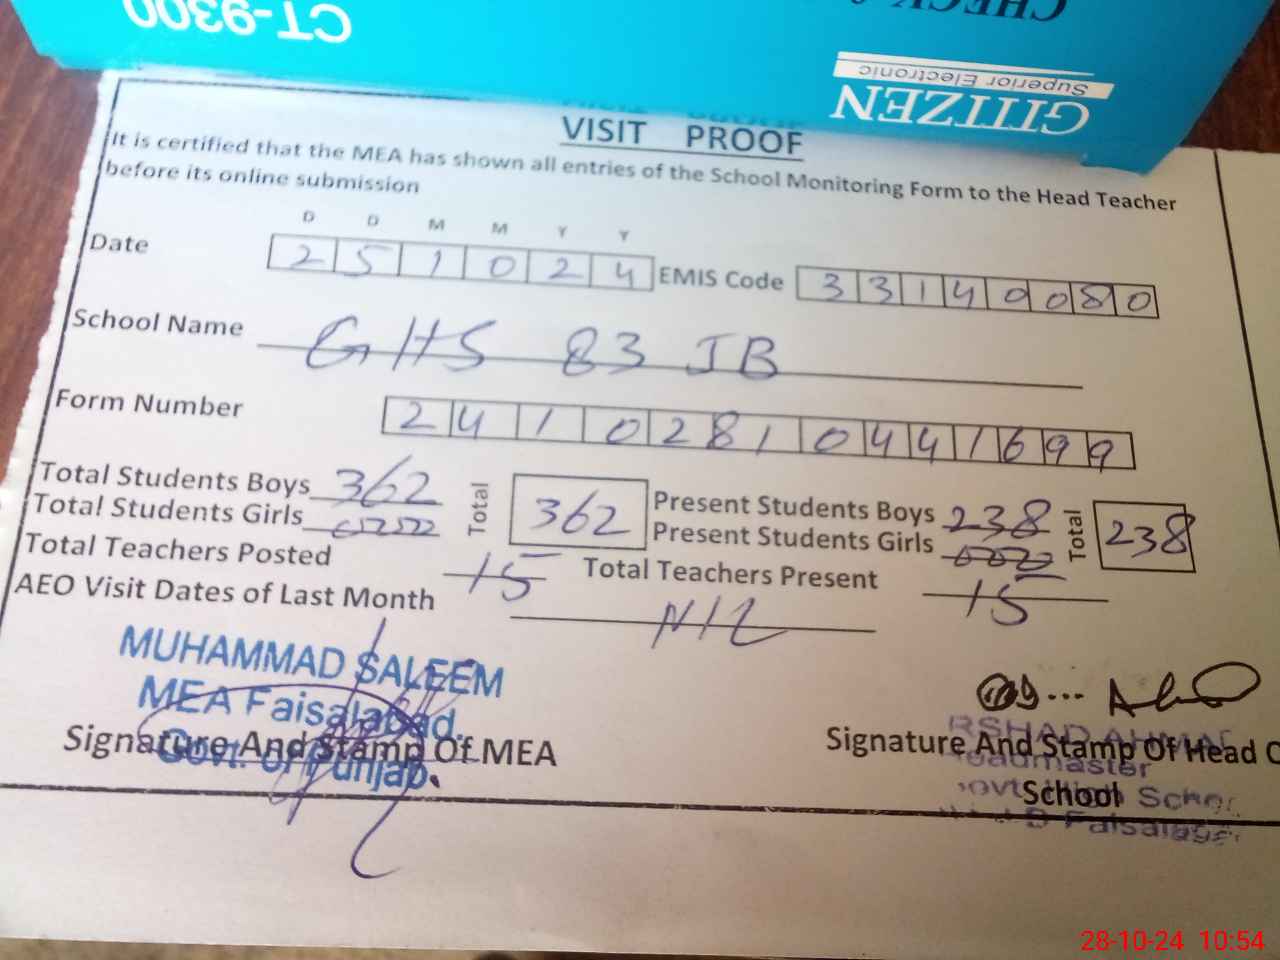 CT-9300
CHECK
CITIZEN
Superior Electronic
VISIT PROOF
It is certified that the MEA has shown all entries of the School Monitoring Form to the Head Teacher
before its online submission
D D M M Y Y
Date 2 5 1 0 2 4 EMIS Code 3 3 1 4 0 0 8 0
School Name GHS 83 JB
Form Number 2 4 1 0 2 8 1 0 4 4 1 6 9 9
Total Students Boys 362 Total 362 Present Students Boys 238 Total 238
Total Students Girls Present Students Girls
Total Teachers Posted 15 Total Teachers Present 15
AEO Visit Dates of Last Month NIL
MUHAMMAD SALEEM
MEA Faisalabad.
Govt. of Punjab.
Signature And Stamp Of MEA
RSHAD AHMAD
Headmaster
Signature And Stamp Of Head O
School